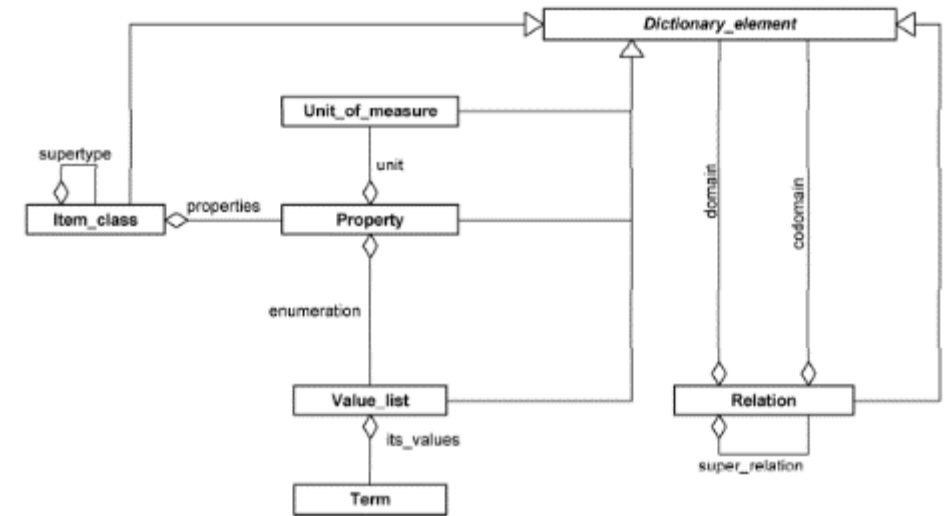 Dictionary_element
Unit_of_measure
supertype
unit
domain
codomain
Item_class
properties
Property
enumeration
Value_list
Relation
its_values
super_relation
Term